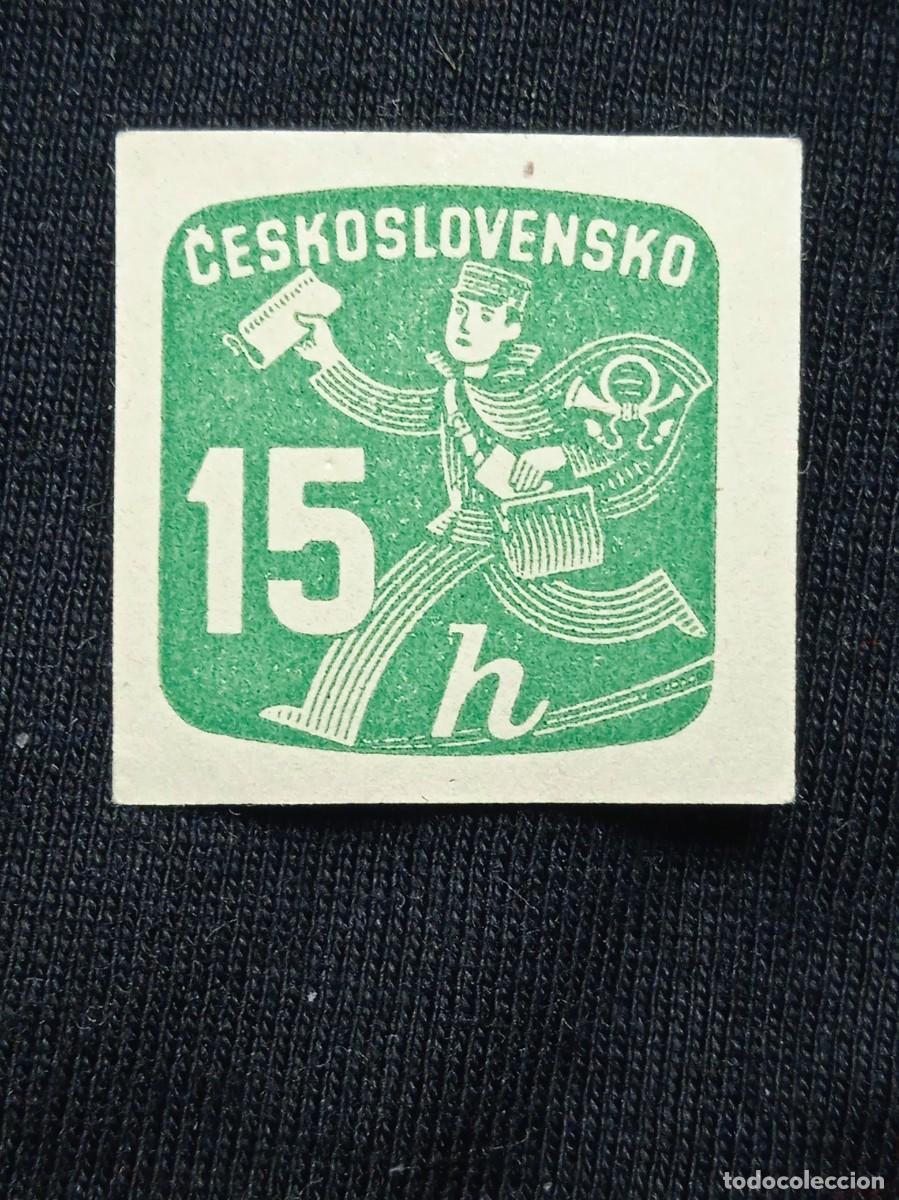 ČESKOSLOVENSKO
15
h
todocoleccion